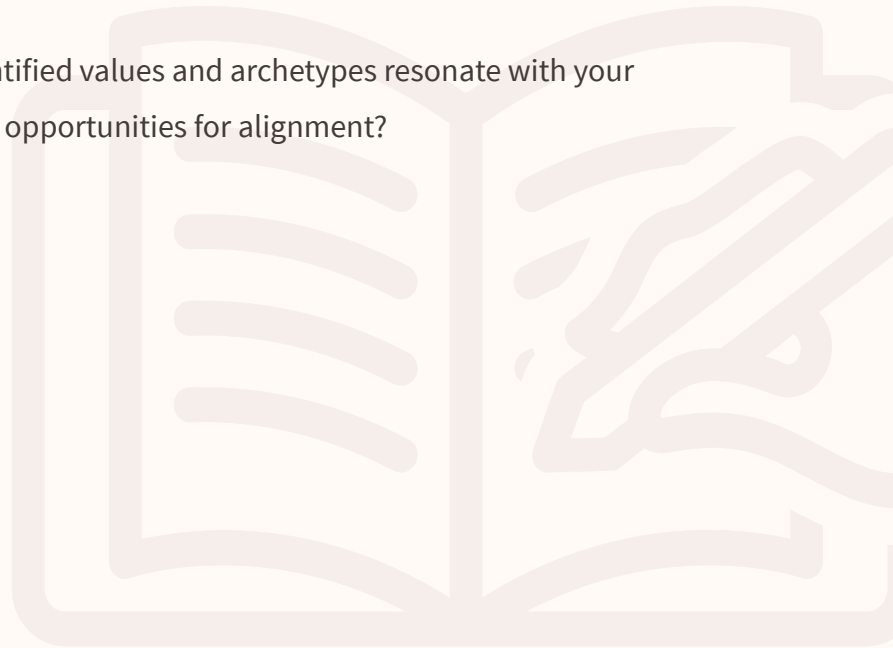 ntified values and archetypes resonate with your
opportunities for alignment?